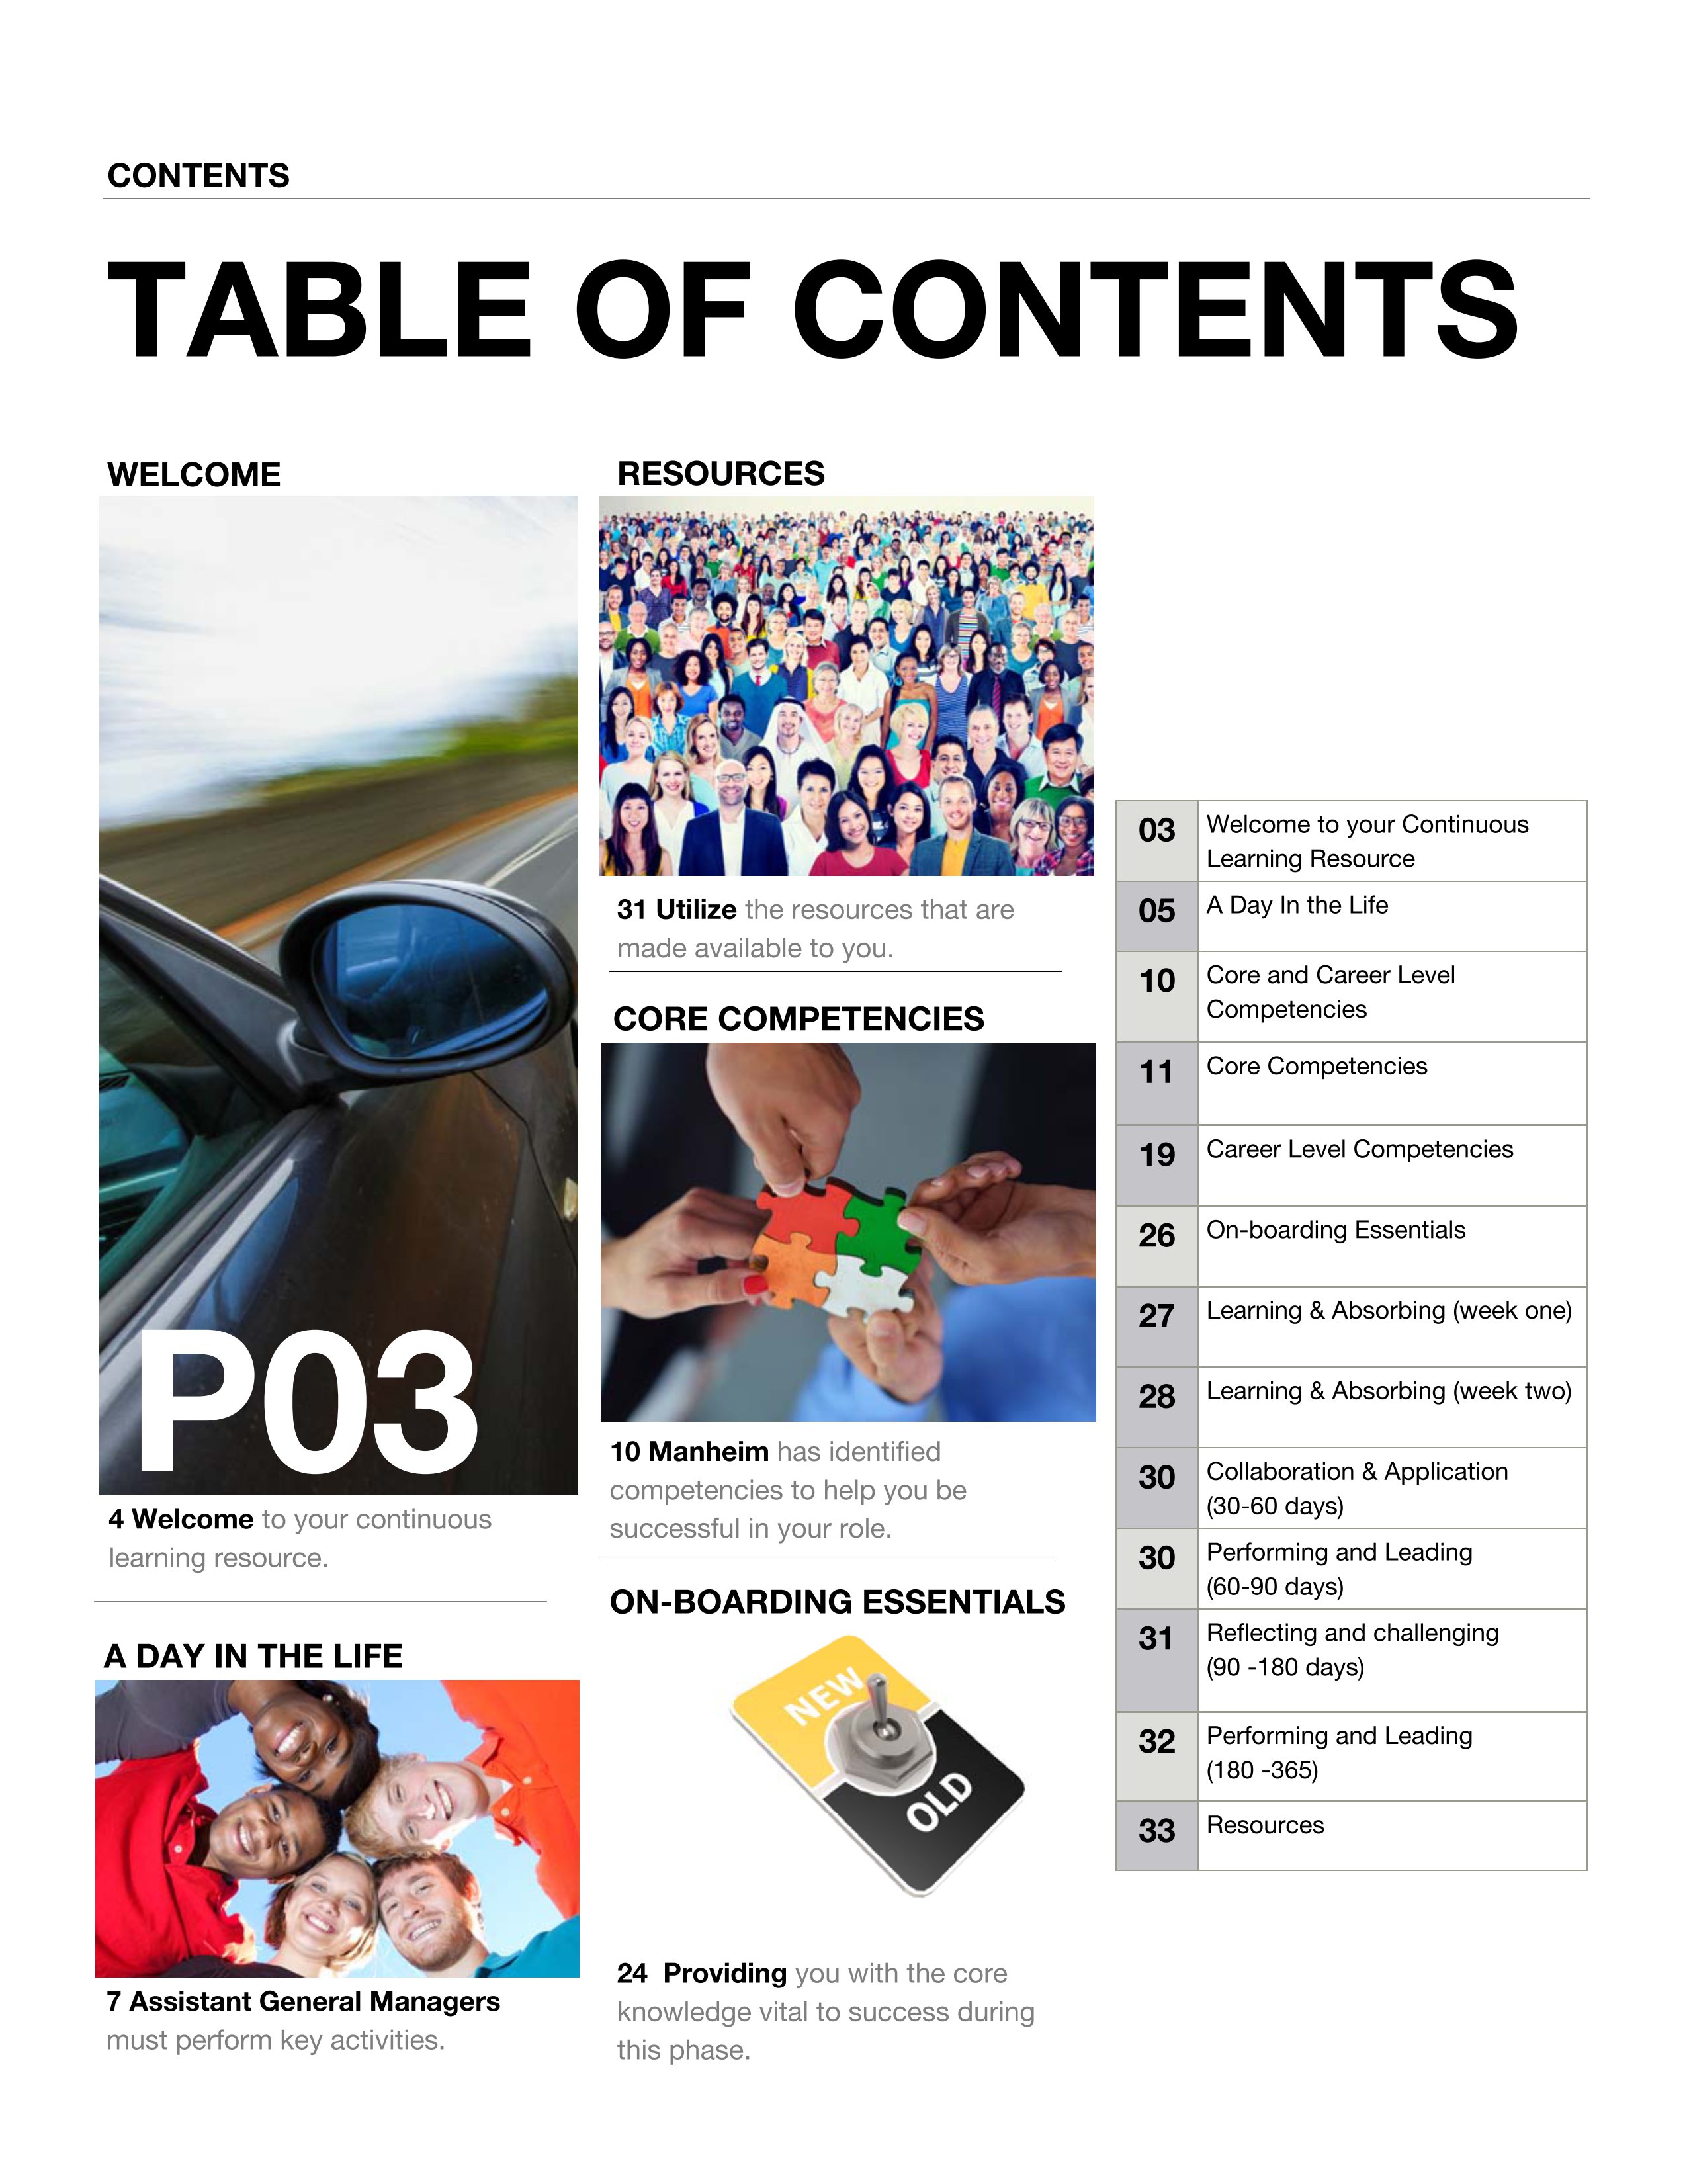 CONTENTS
TABLE OF CONTENTS
WELCOME
P03
4 Welcome to your continuous
learning resource.
A DAY IN THE LIFE
7 Assistant General Managers
must perform key activities.
RESOURCES
31 Utilize the resources that are
made available to you.
CORE COMPETENCIES
10 Manheim has identified
competencies to help you be
successful in your role.
ON-BOARDING ESSENTIALS
NEW
OLD
24 Providing you with the core
knowledge vital to success during
this phase.
03 Welcome to your Continuous
Learning Resource
05 A Day In the Life
10 Core and Career Level
Competencies
11 Core Competencies
19 Career Level Competencies
26 On-boarding Essentials
27 Learning & Absorbing (week one)
28 Learning & Absorbing (week two)
30 Collaboration & Application
(30-60 days)
30 Performing and Leading
(60-90 days)
31 Reflecting and challenging
(90 -180 days)
32 Performing and Leading
(180 -365)
33 Resources